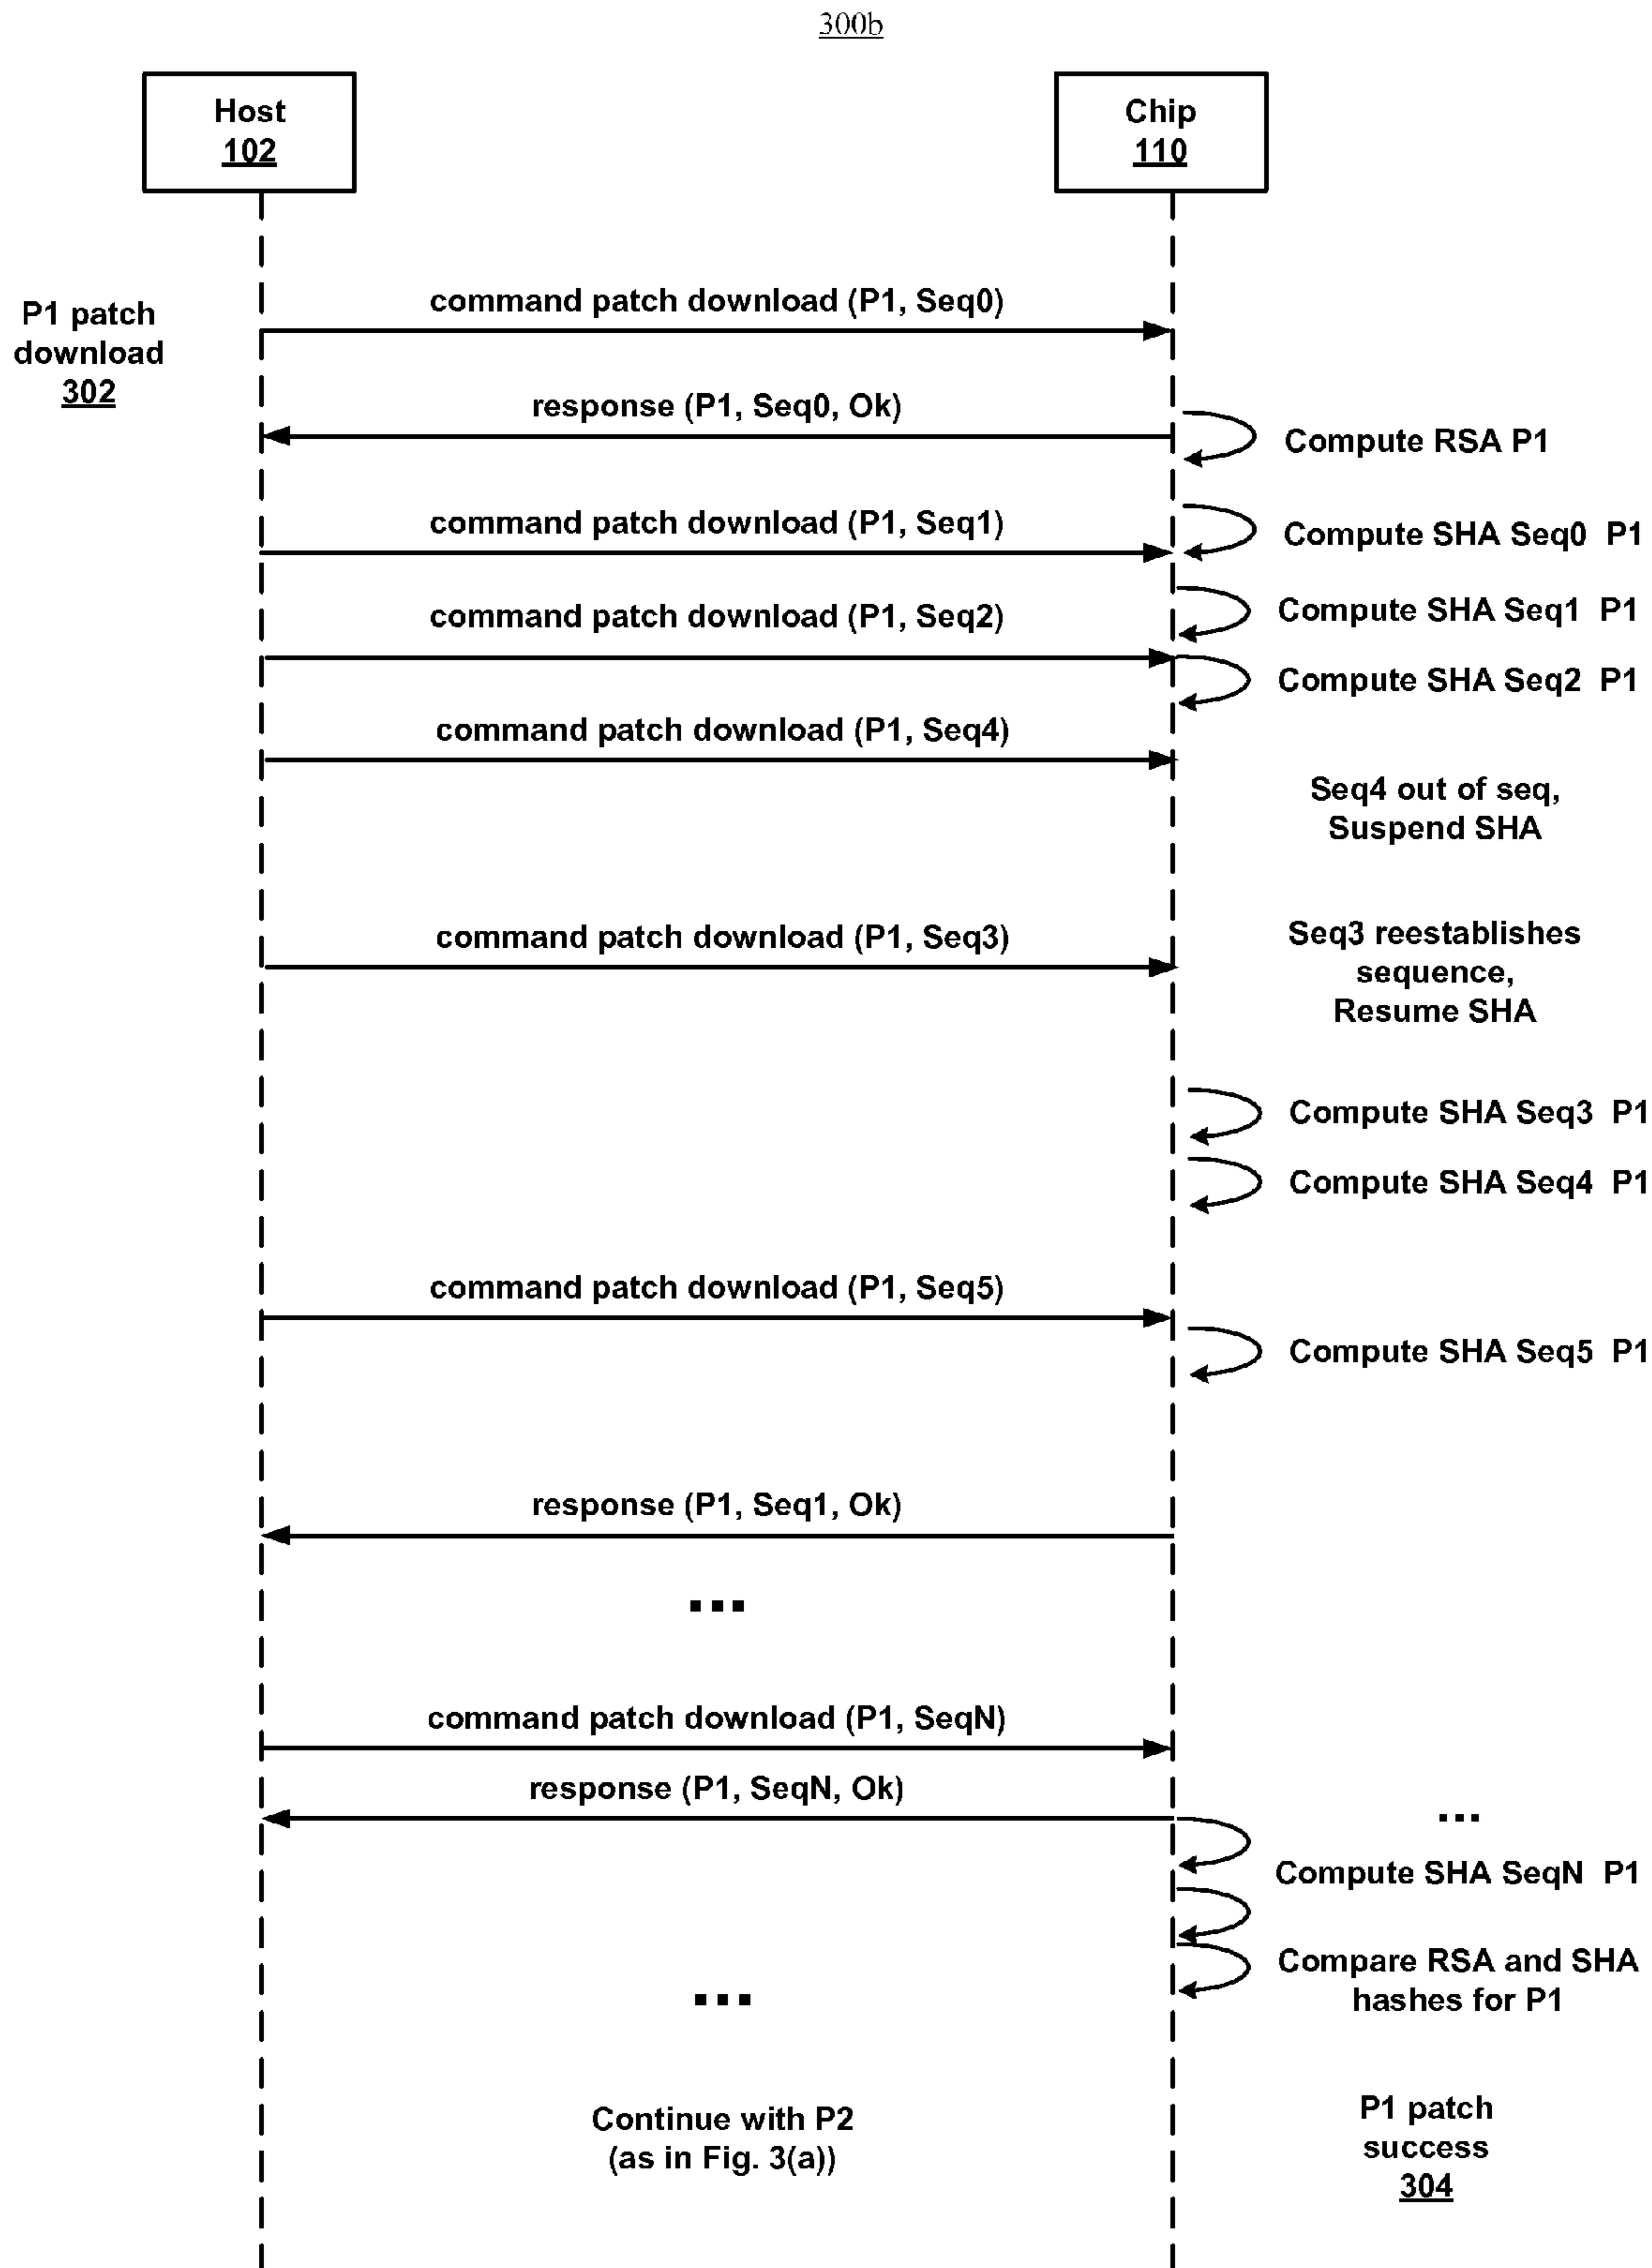 300b
Host
102
Chip
110
P1 patch
download
302
command patch download (P1, Seq0)
response (P1, Seq0, Ok)
Compute RSA P1
command patch download (P1, Seq1)
Compute SHA Seq0 P1
command patch download (P1, Seq2)
Compute SHA Seq1 P1
Compute SHA Seq2 P1
command patch download (P1, Seq4)
Seq4 out of seq,
Suspend SHA
command patch download (P1, Seq3)
Seq3 reestablishes
sequence,
Resume SHA
Compute SHA Seq3 P1
Compute SHA Seq4 P1
command patch download (P1, Seq5)
Compute SHA Seq5 P1
response (P1, Seq1, Ok)
...
command patch download (P1, SeqN)
response (P1, SeqN, Ok)
...
Compute SHA SeqN P1
Compare RSA and SHA
hashes for P1
...
Continue with P2
(as in Fig. 3(a))
P1 patch
success
304